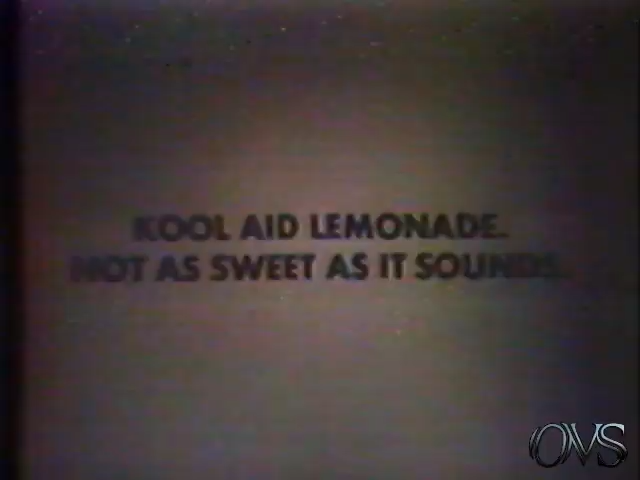 KOOL AID LEMONADE.
NOT AS SWEET AS IT SOUNDS.
OVS